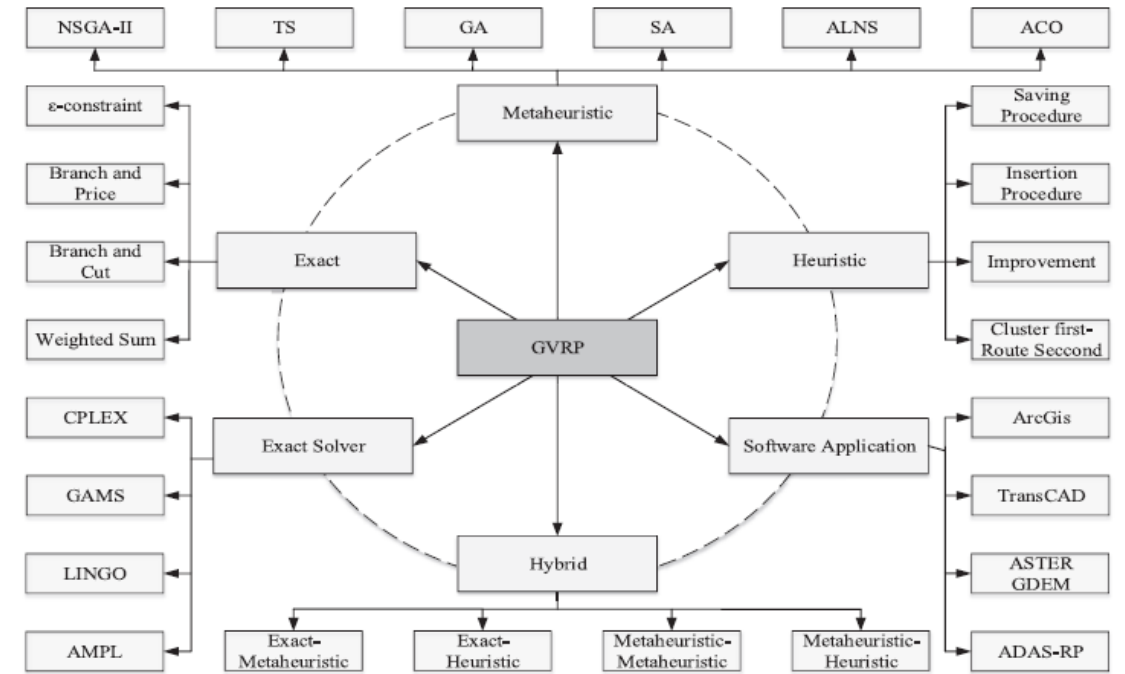 NSGA-II
TS
GA
SA
ALNS
ACO
ε-constraint
Metaheuristic
Saving
Procedure
Branch and
Price
Insertion
Procedure
Branch and
Cut
Exact
Heuristic
Improvement
Weighted Sum
GVRP
Cluster first-
Route Seccond
CPLEX
Exact Solver
Software Application
ArcGis
GAMS
TransCAD
LINGO
Hybrid
ASTER
GDEM
AMPL
Exact-
Metaheuristic
Exact-
Heuristic
Metaheuristic-
Metaheuristic
Metaheuristic-
Heuristic
ADAS-RP